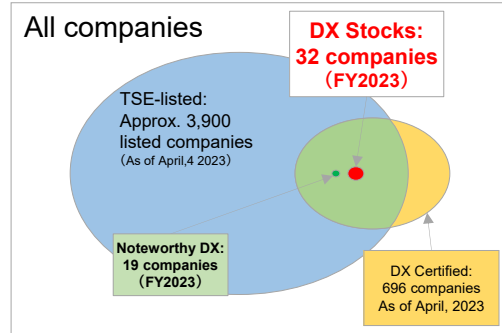 All companies
DX Stocks:
32 companies
(FY2023)
TSE-listed:
Approx. 3,900
listed companies
(As of April,4 2023)
Noteworthy DX:
19 companies
(FY2023)
DX Certified:
696 companies
As of April, 2023